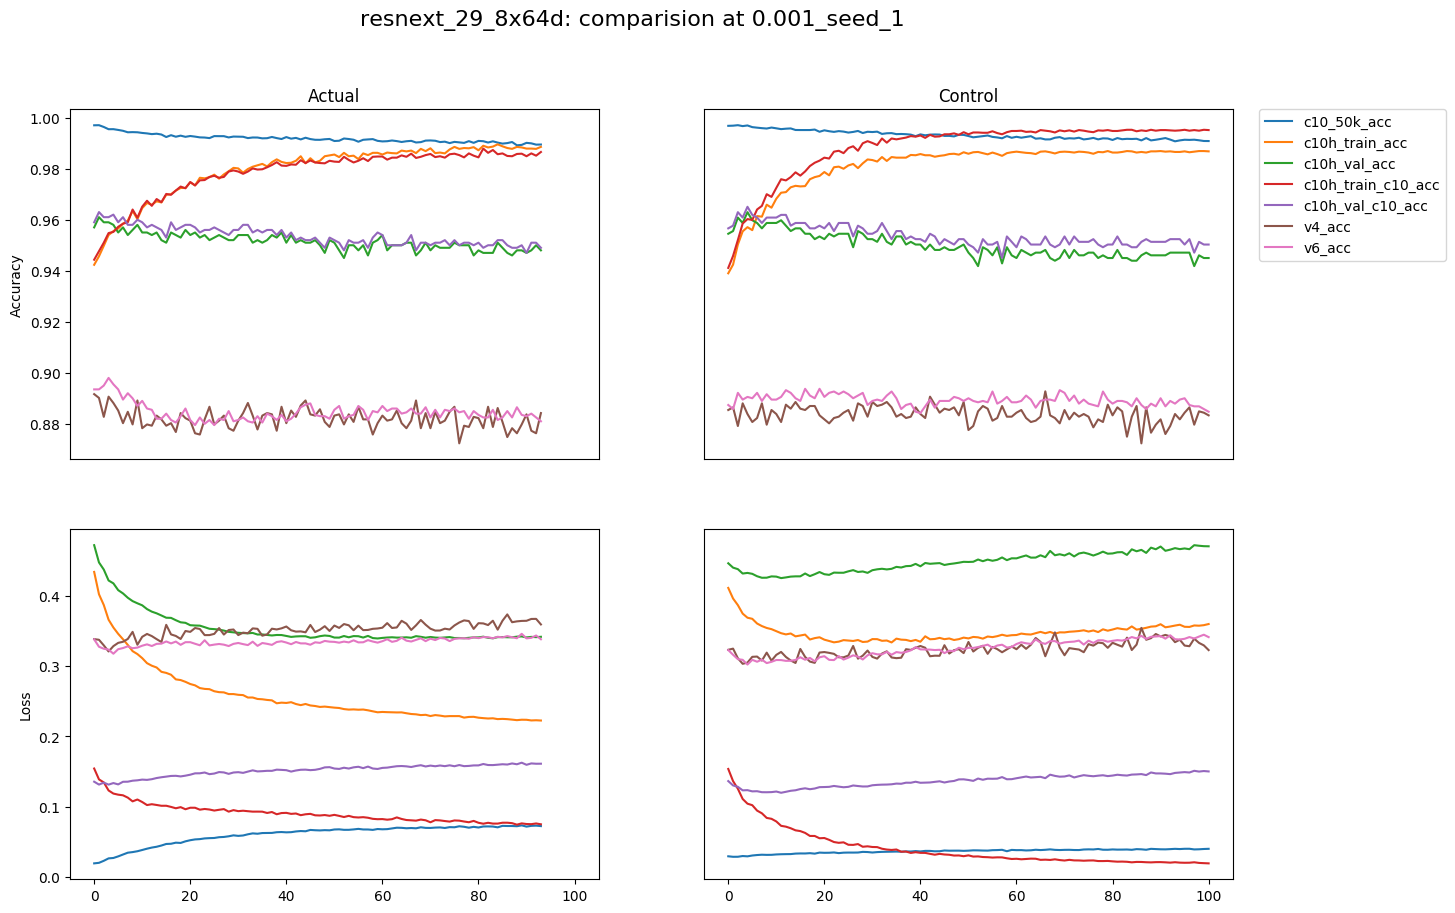 resnext_29_8x64d: comparision at 0.001_seed_1
Actual
Control
1.00
0.98
0.96
0.94
0.92
0.90
0.88
Accuracy
c10_50k_acc
c10h_train_acc
c10h_val_acc
c10h_train_c10_acc
c10h_val_c10_acc
v4_acc
v6_acc
0.4
0.3
0.2
0.1
0.0
Loss
0 20 40 60 80 100
0 20 40 60 80 100